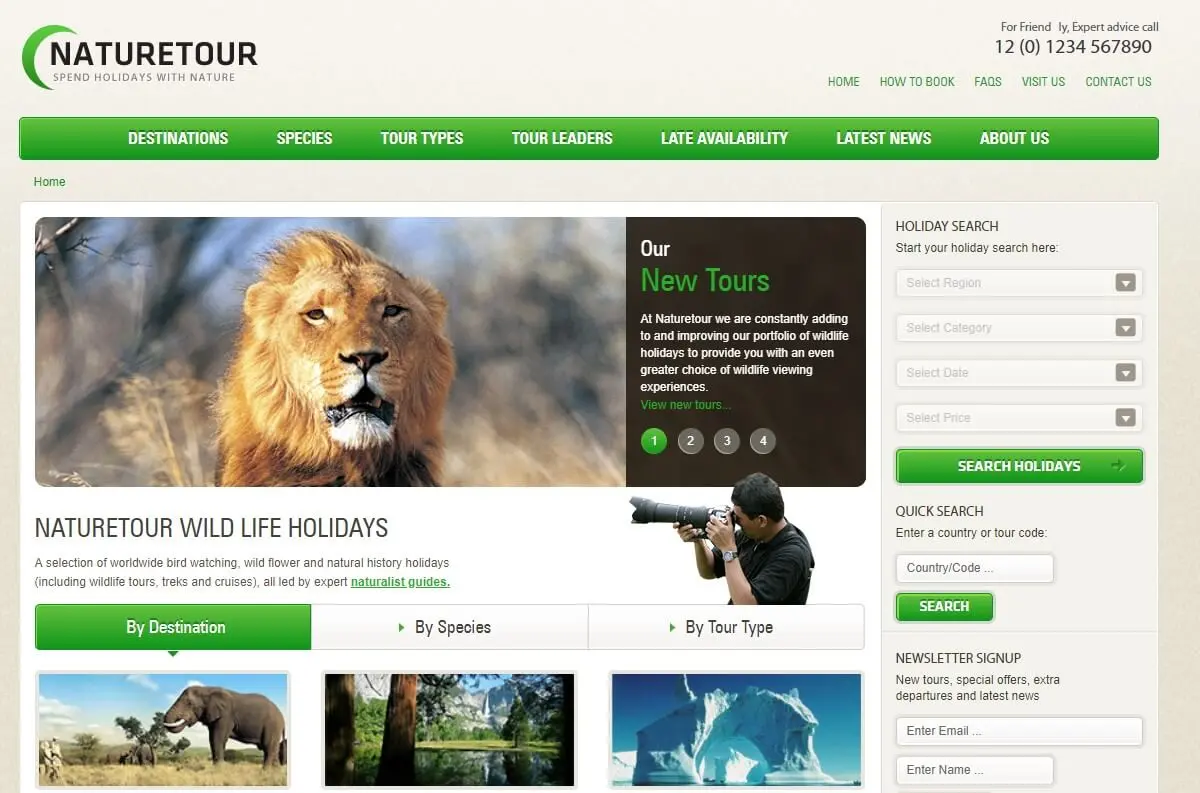 NATURETOUR
SPEND HOLIDAYS WITH NATURE
For Friend ly, Expert advice call
12 (0) 1234 567890
HOME HOW TO BOOK FAQS VISIT US CONTACT US
DESTINATIONS SPECIES TOUR TYPES TOUR LEADERS LATE AVAILABILITY LATEST NEWS ABOUT US
Home
Our
New Tours
At Naturetour we are constantly adding
to and improving our portfolio of wildlife
holidays to provide you with an even
greater choice of wildlife viewing
experiences.
View new tours...
1 2 3 4
NATURETOUR WILD LIFE HOLIDAYS
A selection of worldwide bird watching, wild flower and natural history holidays
(including wildlife tours, treks and cruises), all led by expert naturalist guides.
By Destination By Species By Tour Type
HOLIDAY SEARCH
Start your holiday search here:
Select Region
Select Category
Select Date
Select Price
SEARCH HOLIDAYS
QUICK SEARCH
Enter a country or tour code:
Country/Code ...
SEARCH
NEWSLETTER SIGNUP
New tours, special offers, extra
departures and latest news
Enter Email ...
Enter Name ...